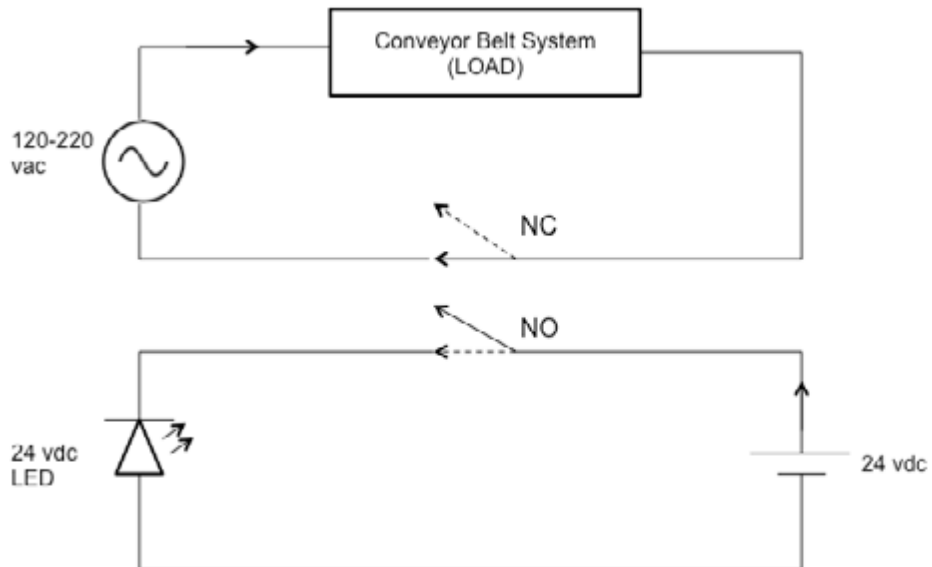 Conveyor Belt System
(LOAD)
120-220
vac
NC
NO
24 vdc
LED
24 vdc